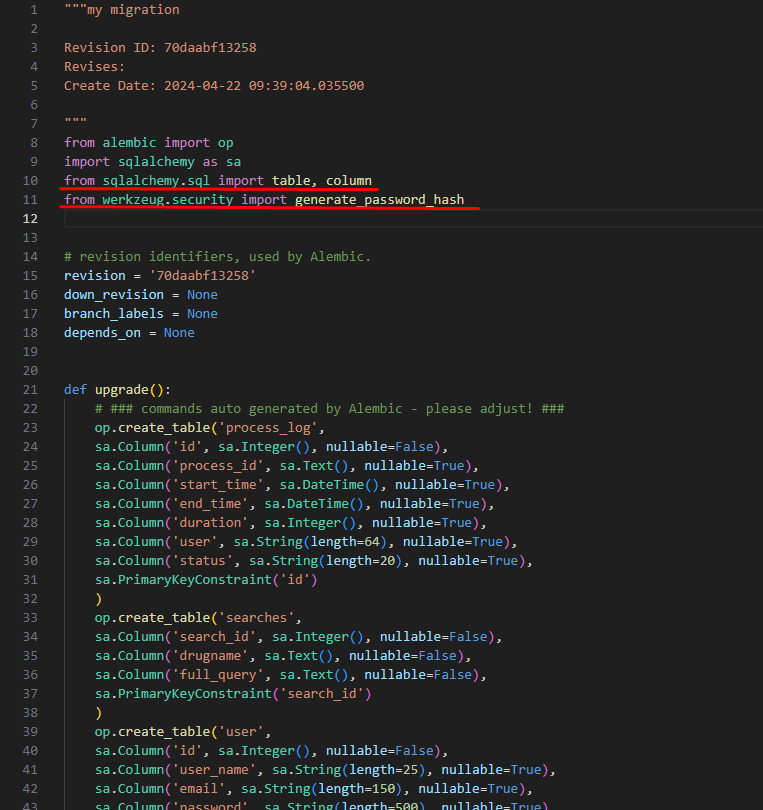 1 """my migration
2
3 Revision ID: 70daabf13258
4 Revises:
5 Create Date: 2024-04-22 09:39:04.035500
6
7 """
8 from alembic import op
9 import sqlalchemy as sa
10 from sqlalchemy.sql import table, column
11 from werkzeug.security import generate_password_hash
12
13
14 # revision identifiers, used by Alembic.
15 revision = '70daabf13258'
16 down_revision = None
17 branch_labels = None
18 depends_on = None
19
20
21 def upgrade():
22     # ### commands auto generated by Alembic - please adjust! ###
23     op.create_table('process_log',
24     sa.Column('id', sa.Integer(), nullable=False),
25     sa.Column('process_id', sa.Text(), nullable=True),
26     sa.Column('start_time', sa.DateTime(), nullable=True),
27     sa.Column('end_time', sa.DateTime(), nullable=True),
28     sa.Column('duration', sa.Integer(), nullable=True),
29     sa.Column('user', sa.String(length=64), nullable=True),
30     sa.Column('status', sa.String(length=20), nullable=True),
31     sa.PrimaryKeyConstraint('id')
32     )
33     op.create_table('searches',
34     sa.Column('search_id', sa.Integer(), nullable=False),
35     sa.Column('drugname', sa.Text(), nullable=False),
36     sa.Column('full_query', sa.Text(), nullable=False),
37     sa.PrimaryKeyConstraint('search_id')
38     )
39     op.create_table('user',
40     sa.Column('id', sa.Integer(), nullable=False),
41     sa.Column('user_name', sa.String(length=25), nullable=True),
42     sa.Column('email', sa.String(length=150), nullable=True),
43     sa.Column('password', sa.String(length=500), nullable=True),